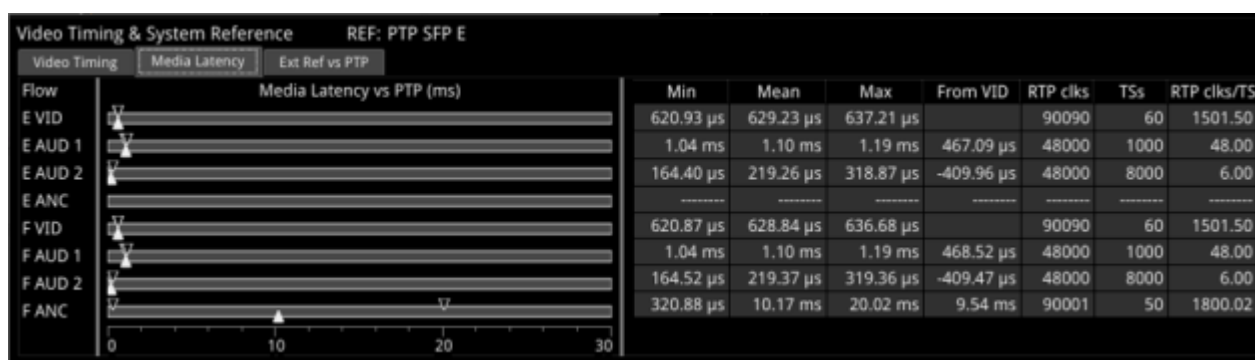 Video Timing & System Reference REF: PTP SFP E
Video Timing Media Latency Ext Ref vs PTP
Flow Media Latency vs PTP (ms) Min Mean Max From VID RTP clks TSs RTP clks/TS
E VID 620.93 µs 629.23 µs 637.21 µs 90090 60 1501.50
E AUD 1 1.04 ms 1.10 ms 1.19 ms 467.09 µs 48000 1000 48.00
E AUD 2 164.40 µs 219.26 µs 318.87 µs -409.96 µs 48000 8000 6.00
E ANC -------- -------- -------- -------- -------- -------- --------
F VID 620.87 µs 628.84 µs 636.68 µs 90090 60 1501.50
F AUD 1 1.04 ms 1.10 ms 1.19 ms 468.52 µs 48000 1000 48.00
F AUD 2 164.52 µs 219.37 µs 319.36 µs -409.47 µs 48000 8000 6.00
F ANC 320.88 µs 10.17 ms 20.02 ms 9.54 ms 90001 50 1800.02
0 10 20 30